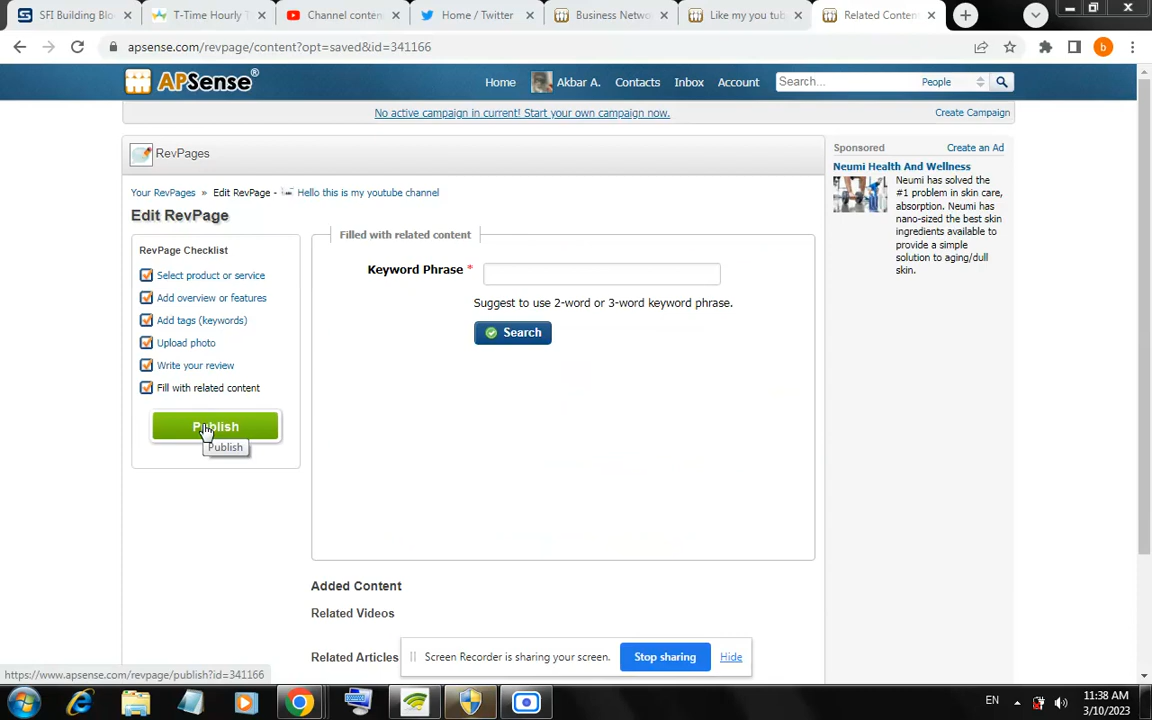 SFI Building Blo
T-Time Hourly T
Channel content
Home / Twitter
Business Netwo
Like my you tub
Related Conten
apsense.com/revpage/content?opt=saved&id=341166
b
APSense®
Home
Akbar A.
Contacts
Inbox
Account
Search...
People
No active campaign in current! Start your own campaign now.
Create Campaign
RevPages
Sponsored
Create an Ad
Neumi Health And Wellness
Neumi has solved the
#1 problem in skin care,
absorption. Neumi has
nano-sized the best skin
ingredients available to
provide a simple
solution to aging/dull
skin.
Your RevPages » Edit RevPage - Hello this is my youtube channel
Edit RevPage
RevPage Checklist
Select product or service
Add overview or features
Add tags (keywords)
Upload photo
Write your review
Fill with related content
Publish
Publish
Filled with related content
Keyword Phrase *
Suggest to use 2-word or 3-word keyword phrase.
Search
Added Content
Related Videos
Related Articles
Screen Recorder is sharing your screen.
Stop sharing
Hide
https://www.apsense.com/revpage/publish?id=341166
EN
11:38 AM
3/10/2023